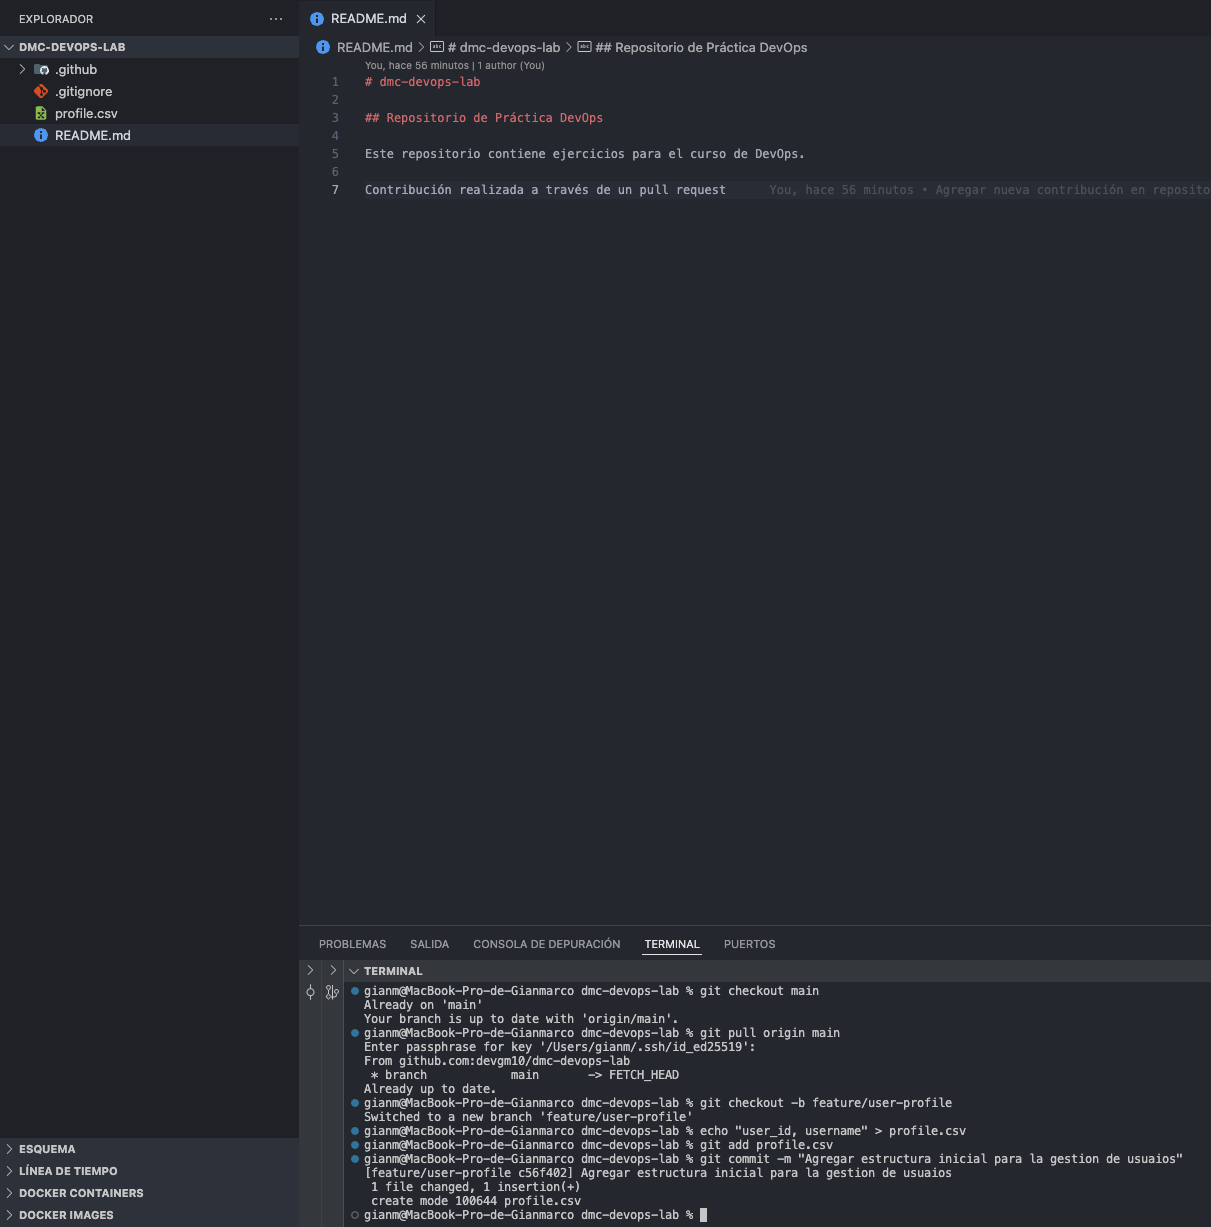 EXPLORADOR
DMC-DEVOPS-LAB
.github
.gitignore
profile.csv
README.md
ESQUEMA
LÍNEA DE TIEMPO
DOCKER CONTAINERS
DOCKER IMAGES
README.md
README.md > # dmc-devops-lab > ## Repositorio de Práctica DevOps
You, hace 56 minutos | 1 author (You)
1 # dmc-devops-lab
2
3 ## Repositorio de Práctica DevOps
4
5 Este repositorio contiene ejercicios para el curso de DevOps.
6
7 Contribución realizada a través de un pull request You, hace 56 minutos • Agregar nueva contribución en reposito
PROBLEMAS SALIDA CONSOLA DE DEPURACIÓN TERMINAL PUERTOS
TERMINAL
gianm@MacBook-Pro-de-Gianmarco dmc-devops-lab % git checkout main
Already on 'main'
Your branch is up to date with 'origin/main'.
gianm@MacBook-Pro-de-Gianmarco dmc-devops-lab % git pull origin main
Enter passphrase for key '/Users/gianm/.ssh/id_ed25519':
From github.com:devgm10/dmc-devops-lab
* branch main -> FETCH_HEAD
Already up to date.
gianm@MacBook-Pro-de-Gianmarco dmc-devops-lab % git checkout -b feature/user-profile
Switched to a new branch 'feature/user-profile'
gianm@MacBook-Pro-de-Gianmarco dmc-devops-lab % echo "user_id, username" > profile.csv
gianm@MacBook-Pro-de-Gianmarco dmc-devops-lab % git add profile.csv
gianm@MacBook-Pro-de-Gianmarco dmc-devops-lab % git commit -m "Agregar estructura inicial para la gestion de usuaios"
[feature/user-profile c56f402] Agregar estructura inicial para la gestion de usuaios
1 file changed, 1 insertion(+)
create mode 100644 profile.csv
gianm@MacBook-Pro-de-Gianmarco dmc-devops-lab %